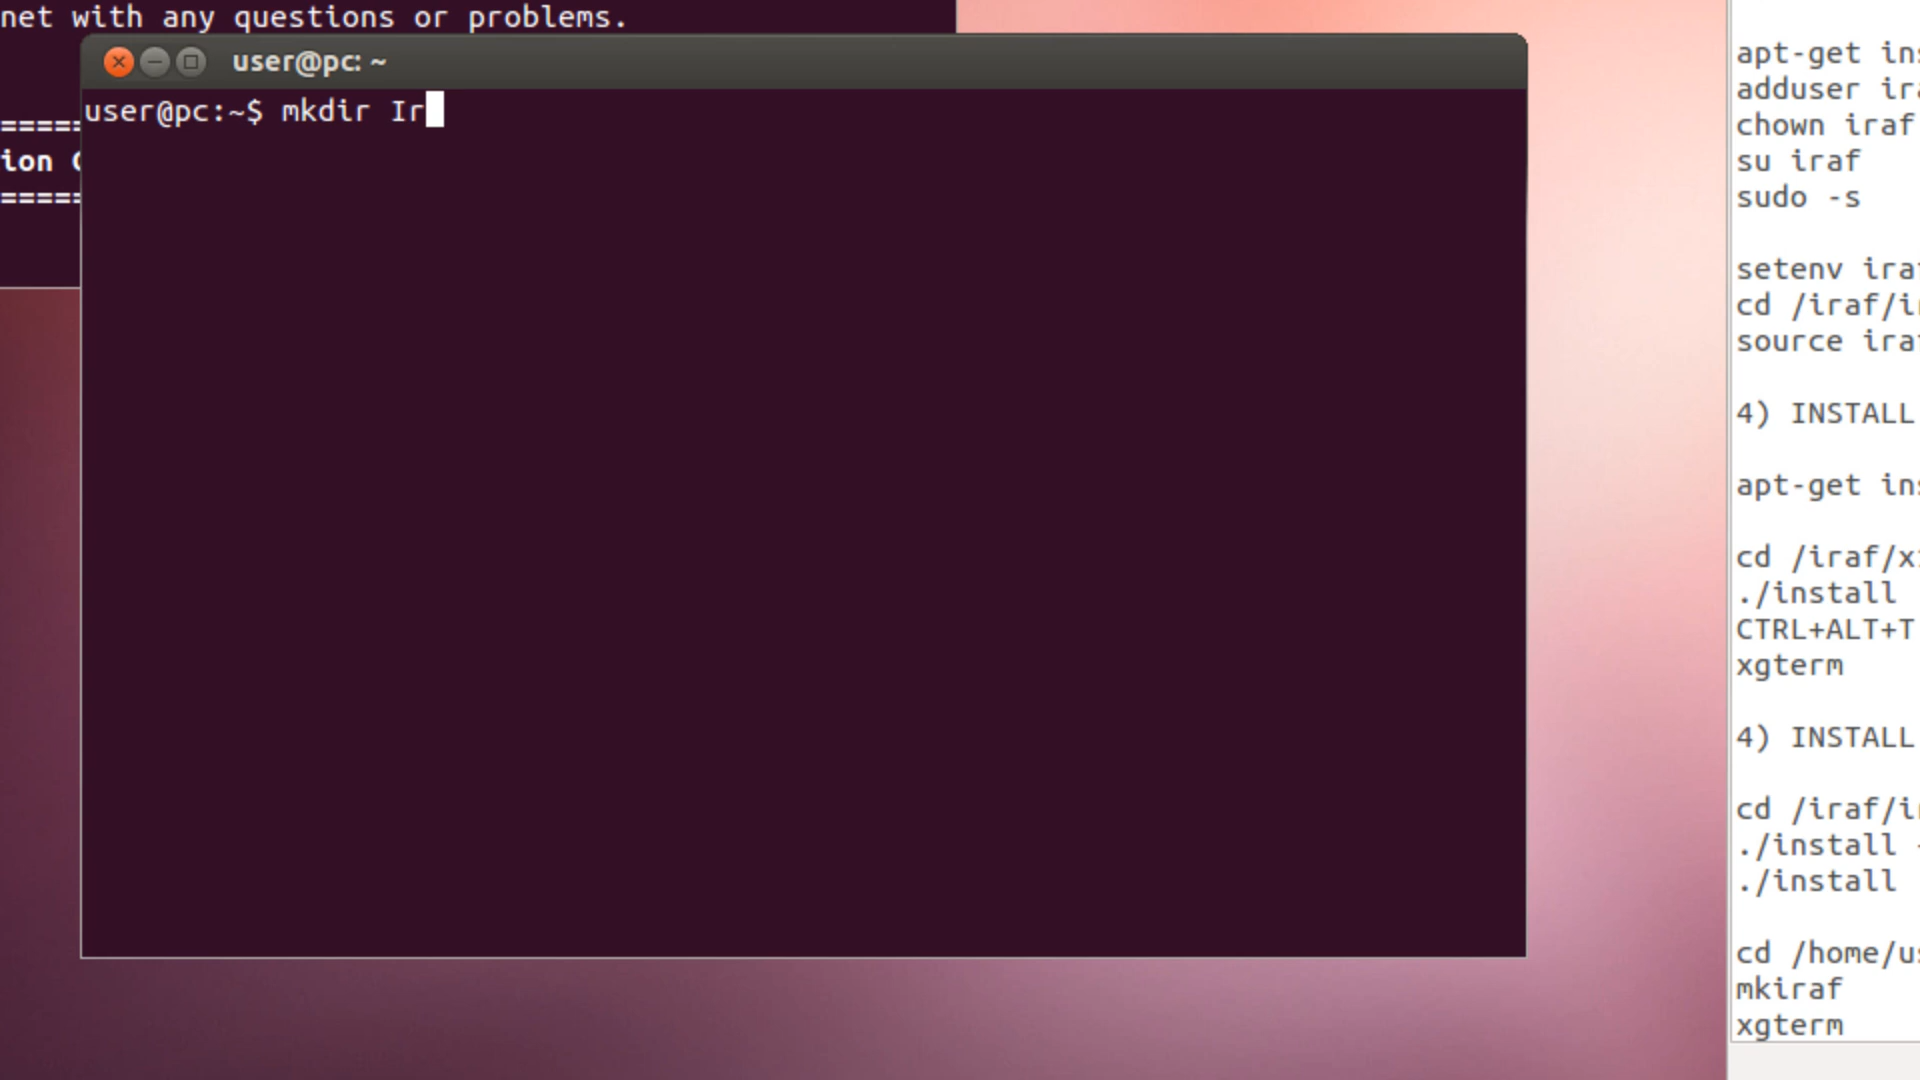 net with any questions or problems.
user@pc: ~
user@pc:~$ mkdir Ir
=====
ion
=====
apt-get
adduser
chown iraf
su iraf
sudo -s
setenv
cd
source
4) INSTALL
apt-get
cd
./install
CTRL+ALT+T
xgterm
4) INSTALL
cd
./install
./install
cd
mkiraf
xgterm